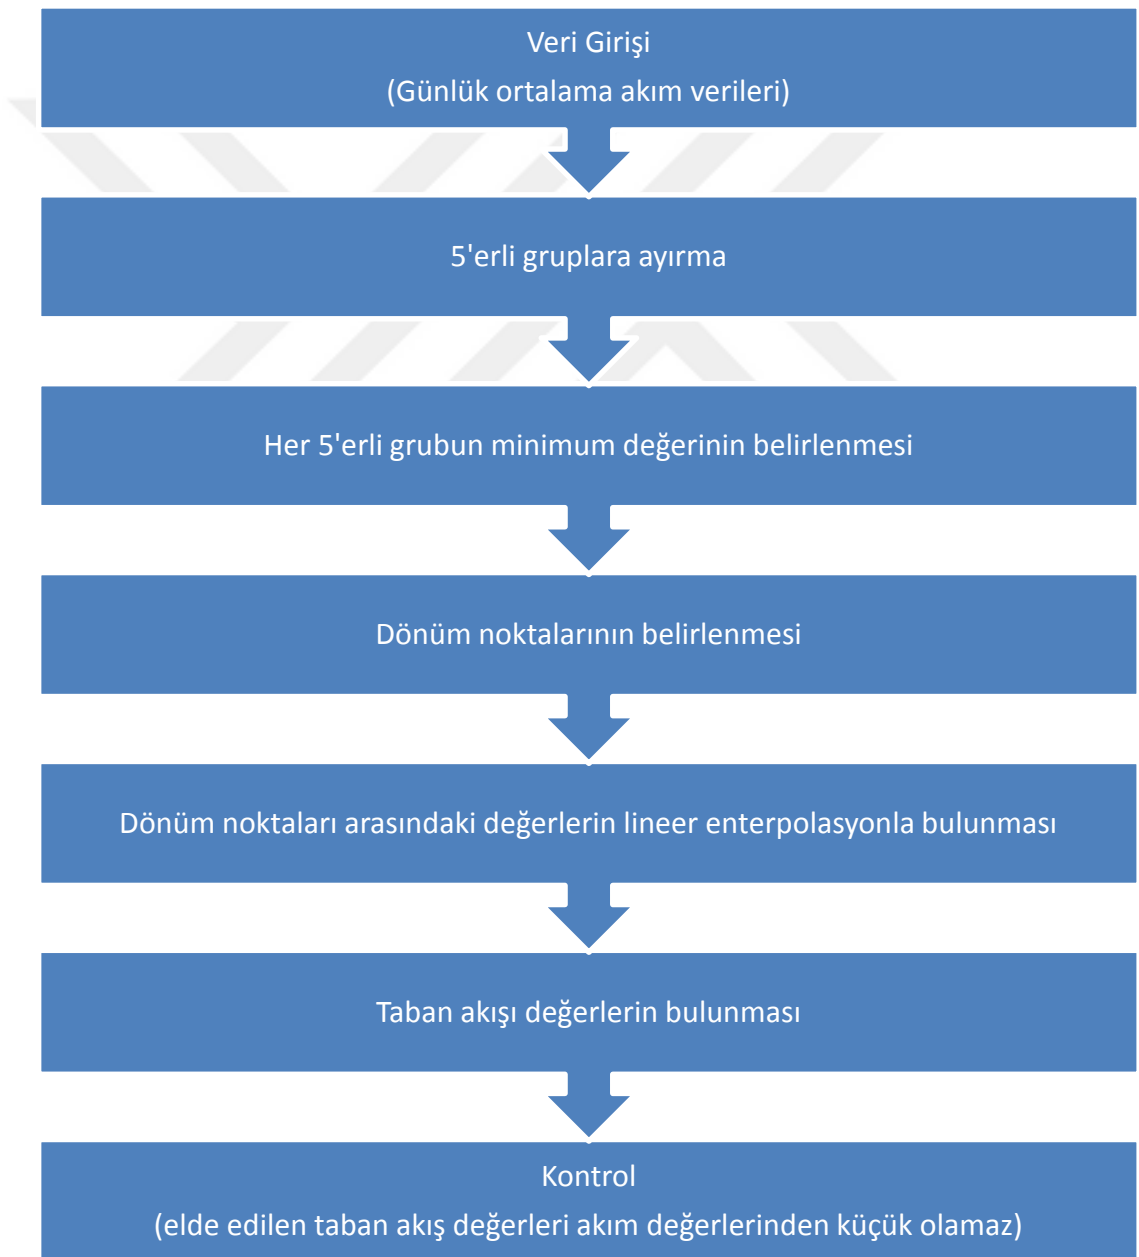 Veri Girişi
(Günlük ortalama akım verileri)
5'erli gruplara ayırma
Her 5'erli grubun minimum değerinin belirlenmesi
Dönüm noktalarının belirlenmesi
Dönüm noktaları arasındaki değerlerin lineer enterpolasyonla bulunması
Taban akışı değerlerin bulunması
Kontrol
(elde edilen taban akış değerleri akım değerlerinden küçük olamaz)